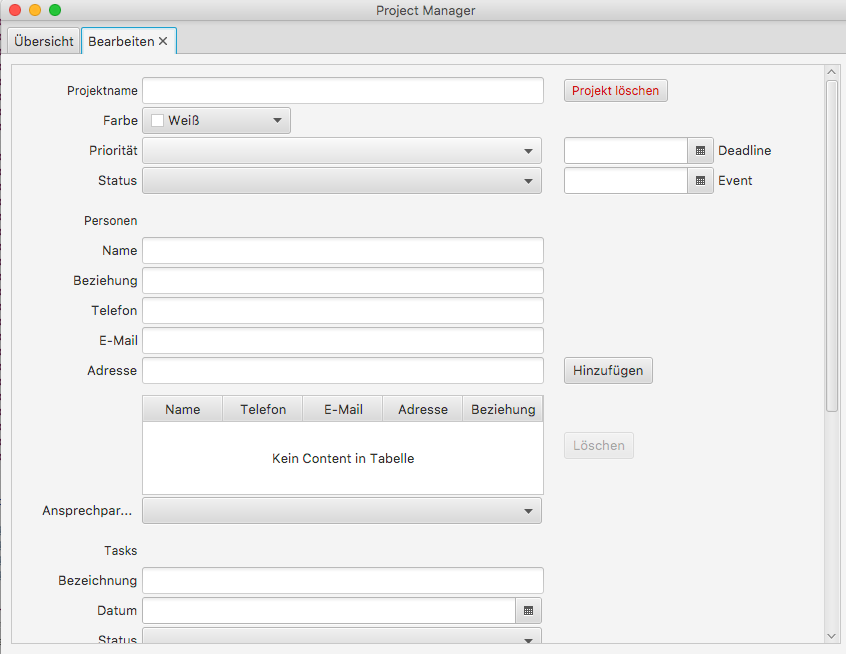 Project Manager
Übersicht Bearbeiten
Projektname Projekt löschen
Farbe Weiß
Priorität Deadline
Status Event
Personen
Name
Beziehung
Telefon
E-Mail
Adresse Hinzufügen
Name Telefon E-Mail Adresse Beziehung
Kein Content in Tabelle
Löschen
Ansprechpar...
Tasks
Bezeichnung
Datum
Status